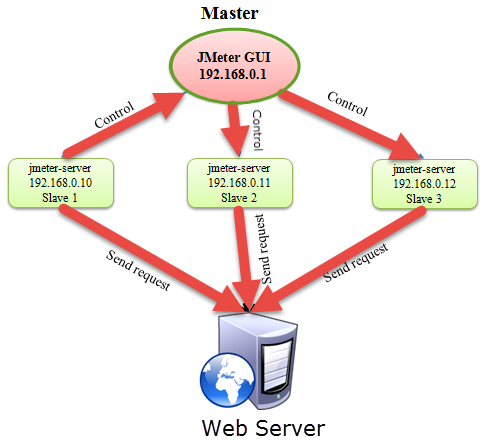 Master
JMeter GUI
192.168.0.1
Control
Control
Control
jmeter-server
192.168.0.10
Slave 1
jmeter-server
192.168.0.11
Slave 2
jmeter-server
192.168.0.12
Slave 3
Send request
Send request
Send request
Web Server